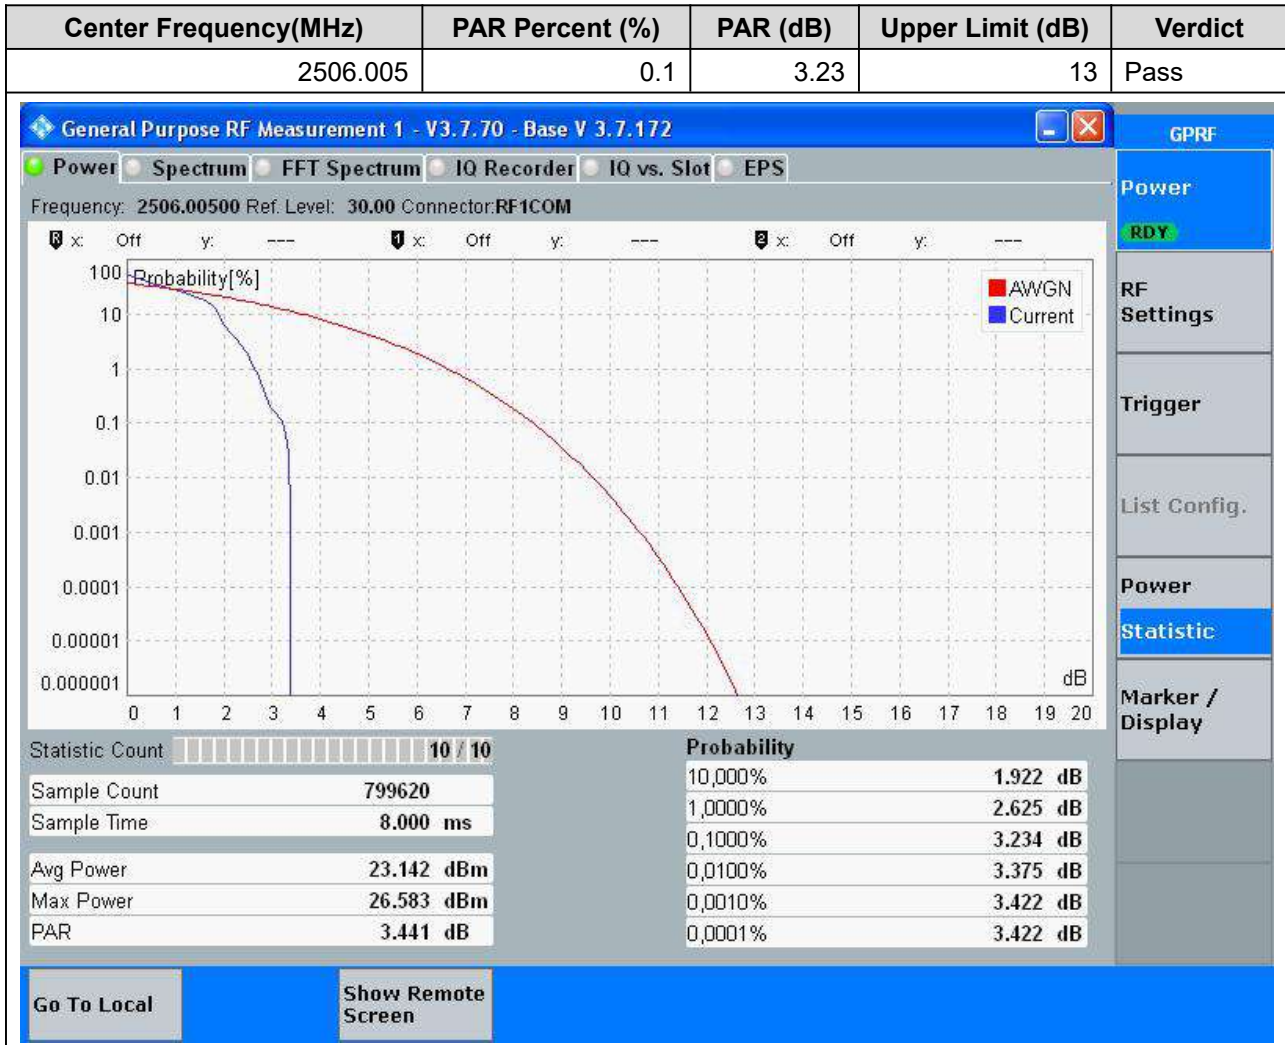 Center Frequency(MHz) PAR Percent (%) PAR (dB) Upper Limit (dB) Verdict
2506.005 0.1 3.23 13 Pass
General Purpose RF Measurement 1 - V3.7.70 - Base V 3.7.172
GPRF
Power Spectrum FFT Spectrum IQ Recorder IQ vs. Slot EPS
Frequency: 2506.00500 Ref. Level: 30.00 Connector:RF1COM
R x: Off y: --- 1 x: Off y: --- 2 x: Off y: ---
Probability[%]
AWGN
Current
100
10
1
0.1
0.01
0.001
0.0001
0.00001
0.000001
dB
0 1 2 3 4 5 6 7 8 9 10 11 12 13 14 15 16 17 18 19 20
Power
RDY
RF
Settings
Trigger
List Config.
Power
Statistic
Marker /
Display
Statistic Count 10 / 10
Sample Count 799620
Sample Time 8.000 ms
Avg Power 23.142 dBm
Max Power 26.583 dBm
PAR 3.441 dB
Probability
10,000% 1.922 dB
1,0000% 2.625 dB
0,1000% 3.234 dB
0,0100% 3.375 dB
0,0010% 3.422 dB
0,0001% 3.422 dB
Go To Local
Show Remote
Screen